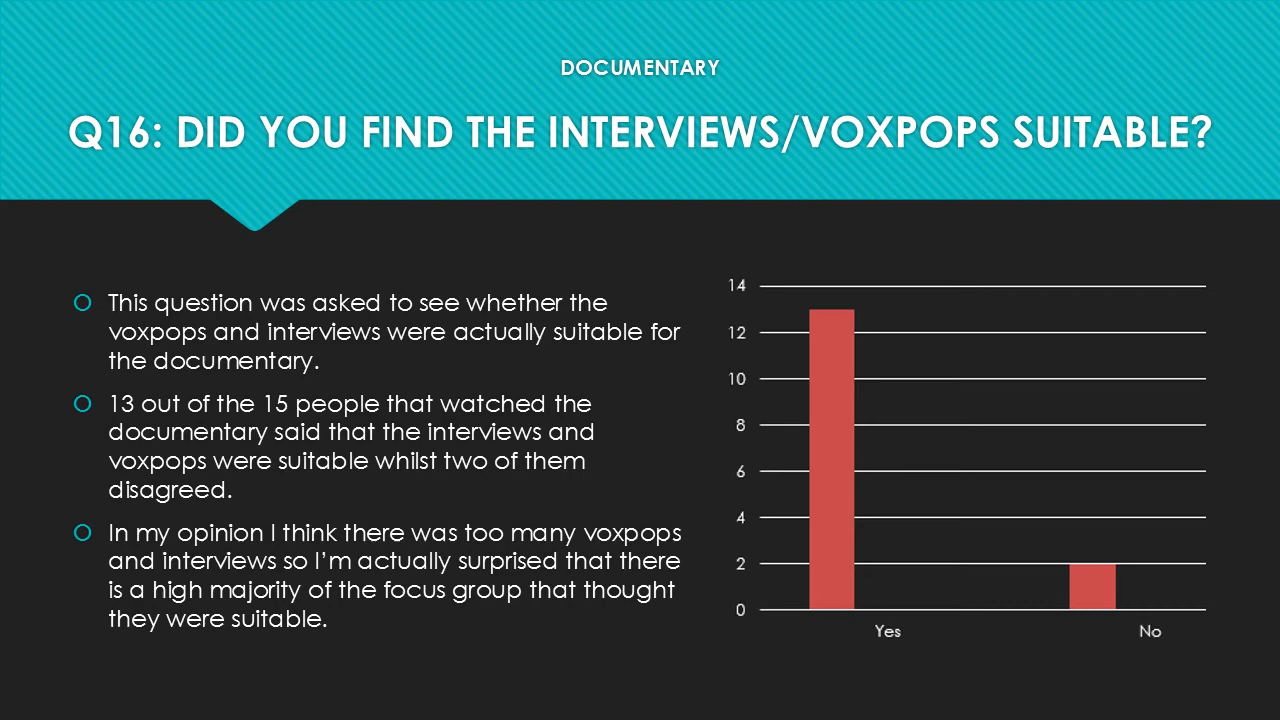 DOCUMENTARY
Q16: DID YOU FIND THE INTERVIEWS/VOXPOPS SUITABLE?
This question was asked to see whether the
voxpops and interviews were actually suitable for
the documentary.
13 out of the 15 people that watched the
documentary said that the interviews and
voxpops were suitable whilst two of them
disagreed.
In my opinion I think there was too many voxpops
and interviews so I'm actually surprised that there
is a high majority of the focus group that thought
they were suitable.
14
12
10
8
6
4
2
0
Yes No